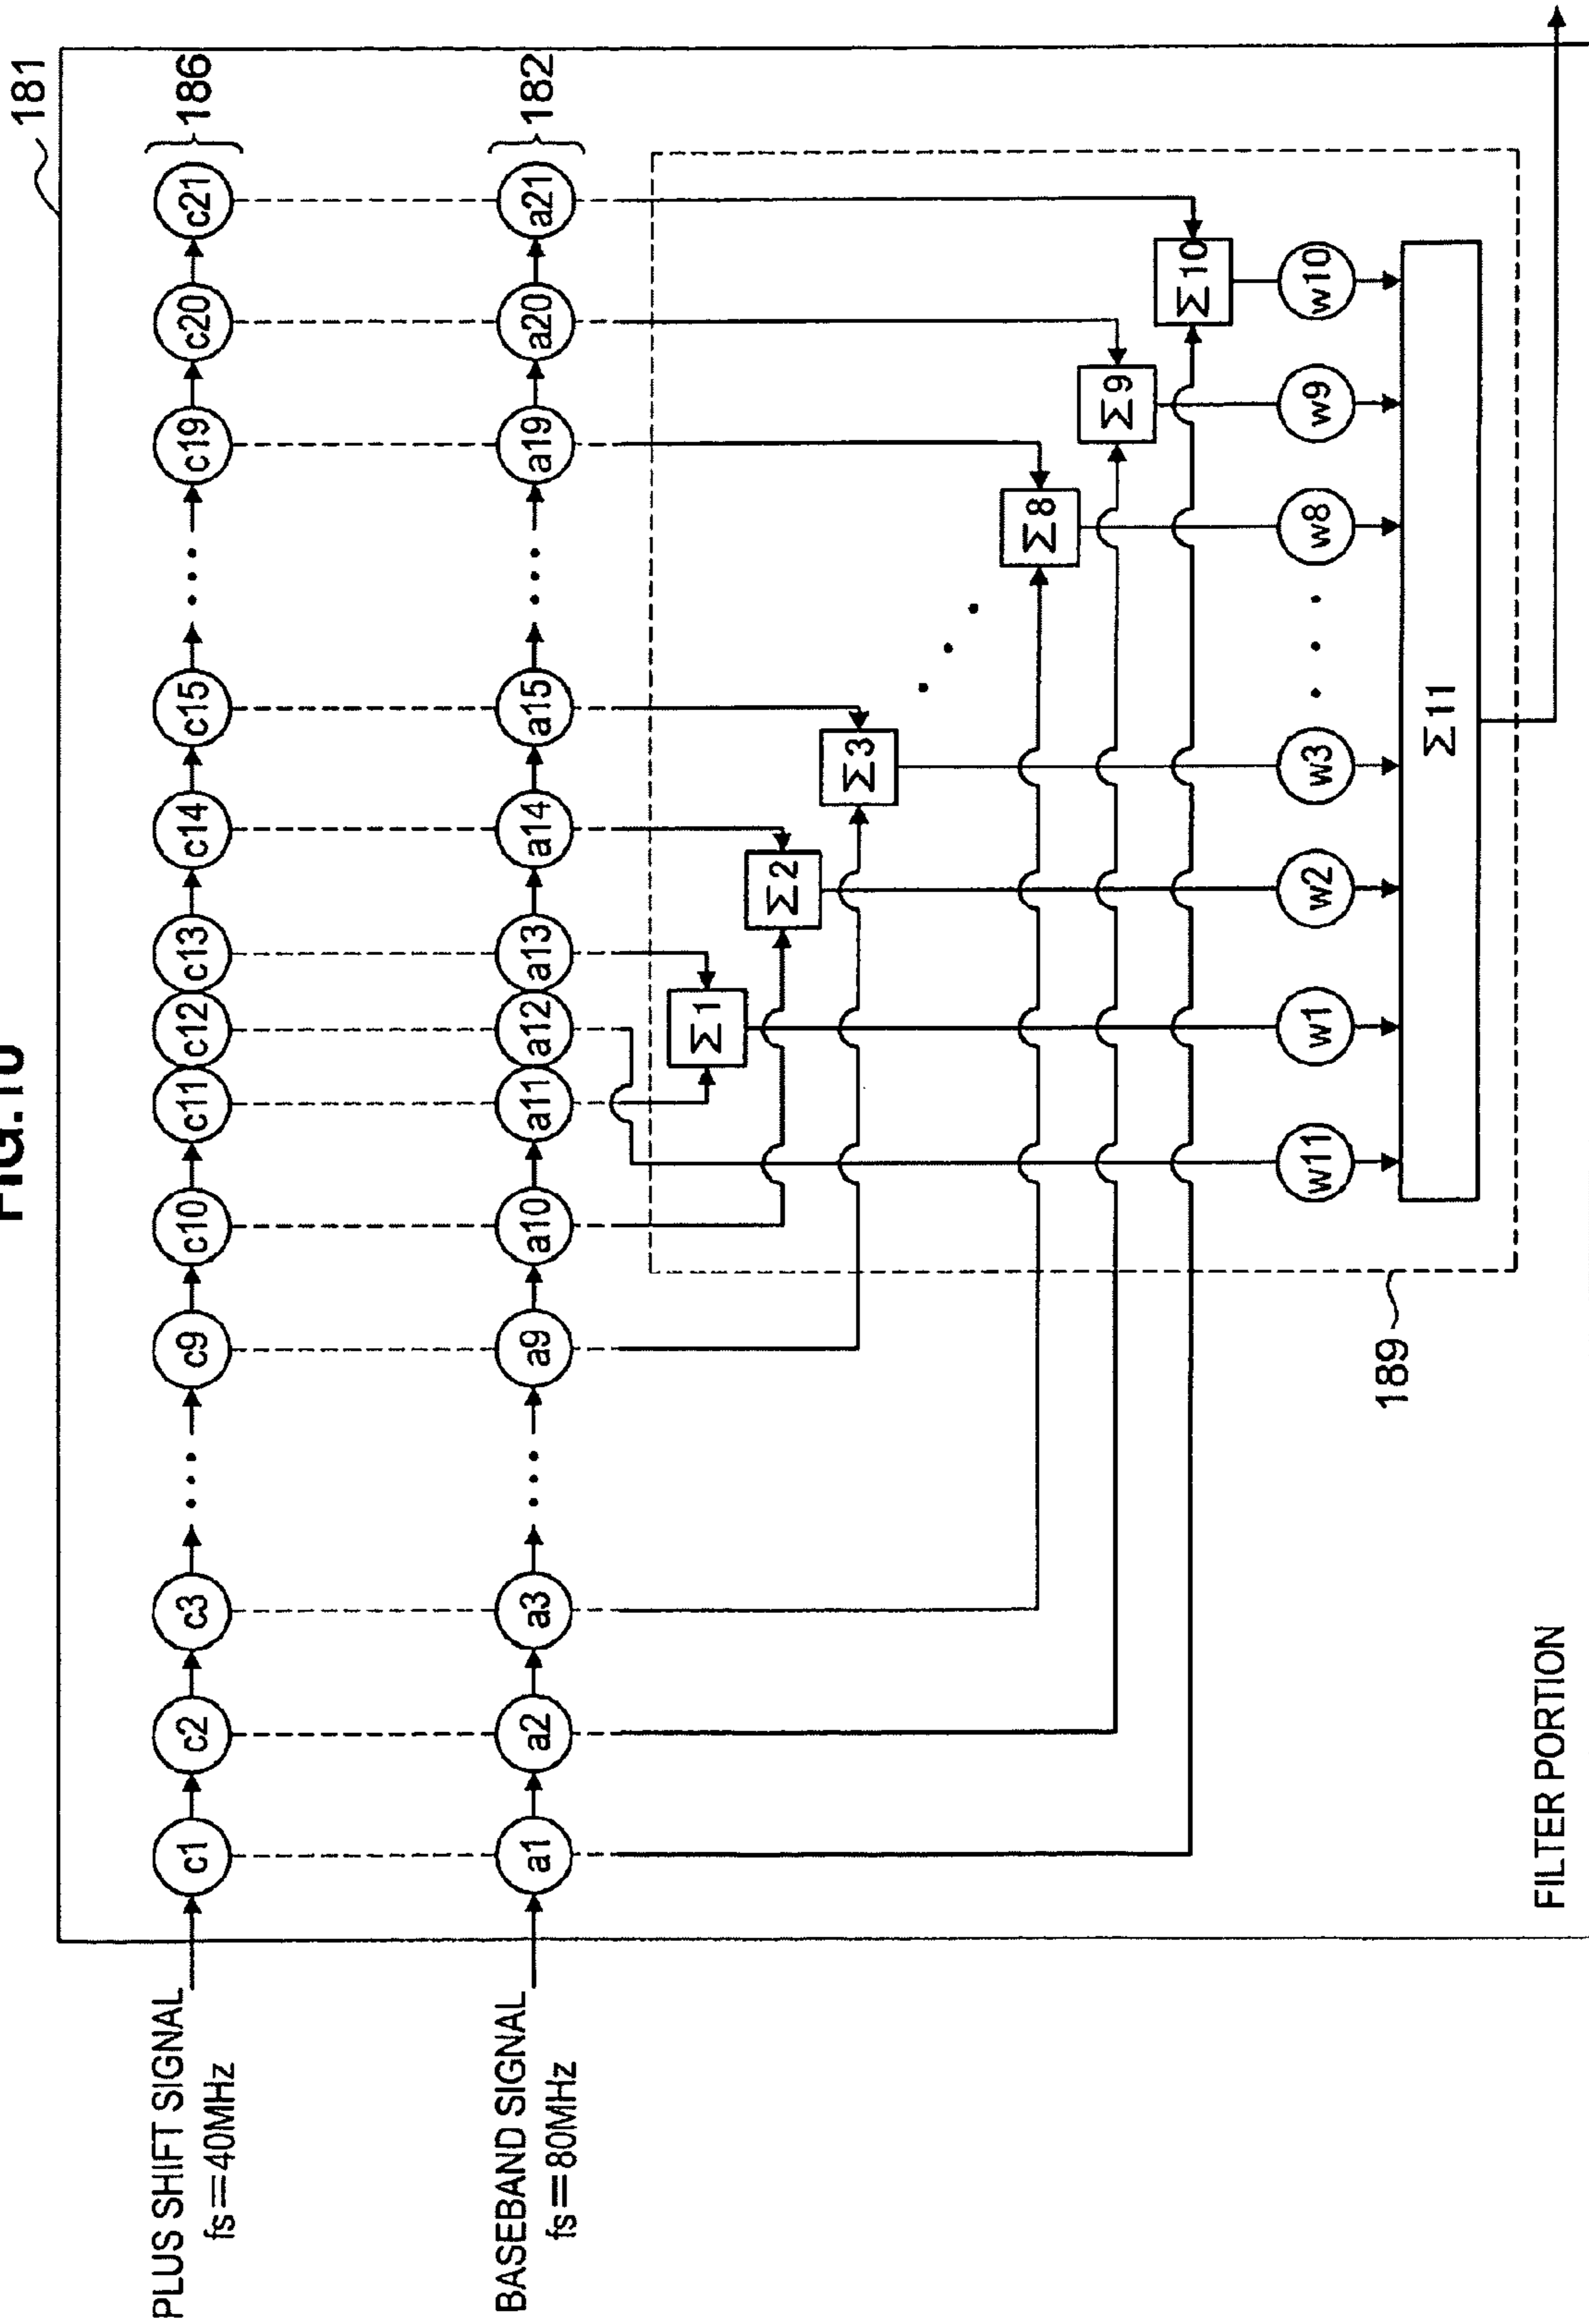 181
PLUS SHIFT SIGNAL
fs=40MHz
c1 c2 c3 ... c9 c10 c11 c12 c13 c14 c15 ... c19 c20 c21
186
BASEBAND SIGNAL
fs=80MHz
a1 a2 a3 ... a9 a10 a11 a12 a13 a14 a15 ... a19 a20 a21
182
Σ1
Σ2
Σ3
Σ8
Σ9
Σ10
w11 w1 w2 w3 ... w8 w9 w10
189
Σ11
FILTER PORTION